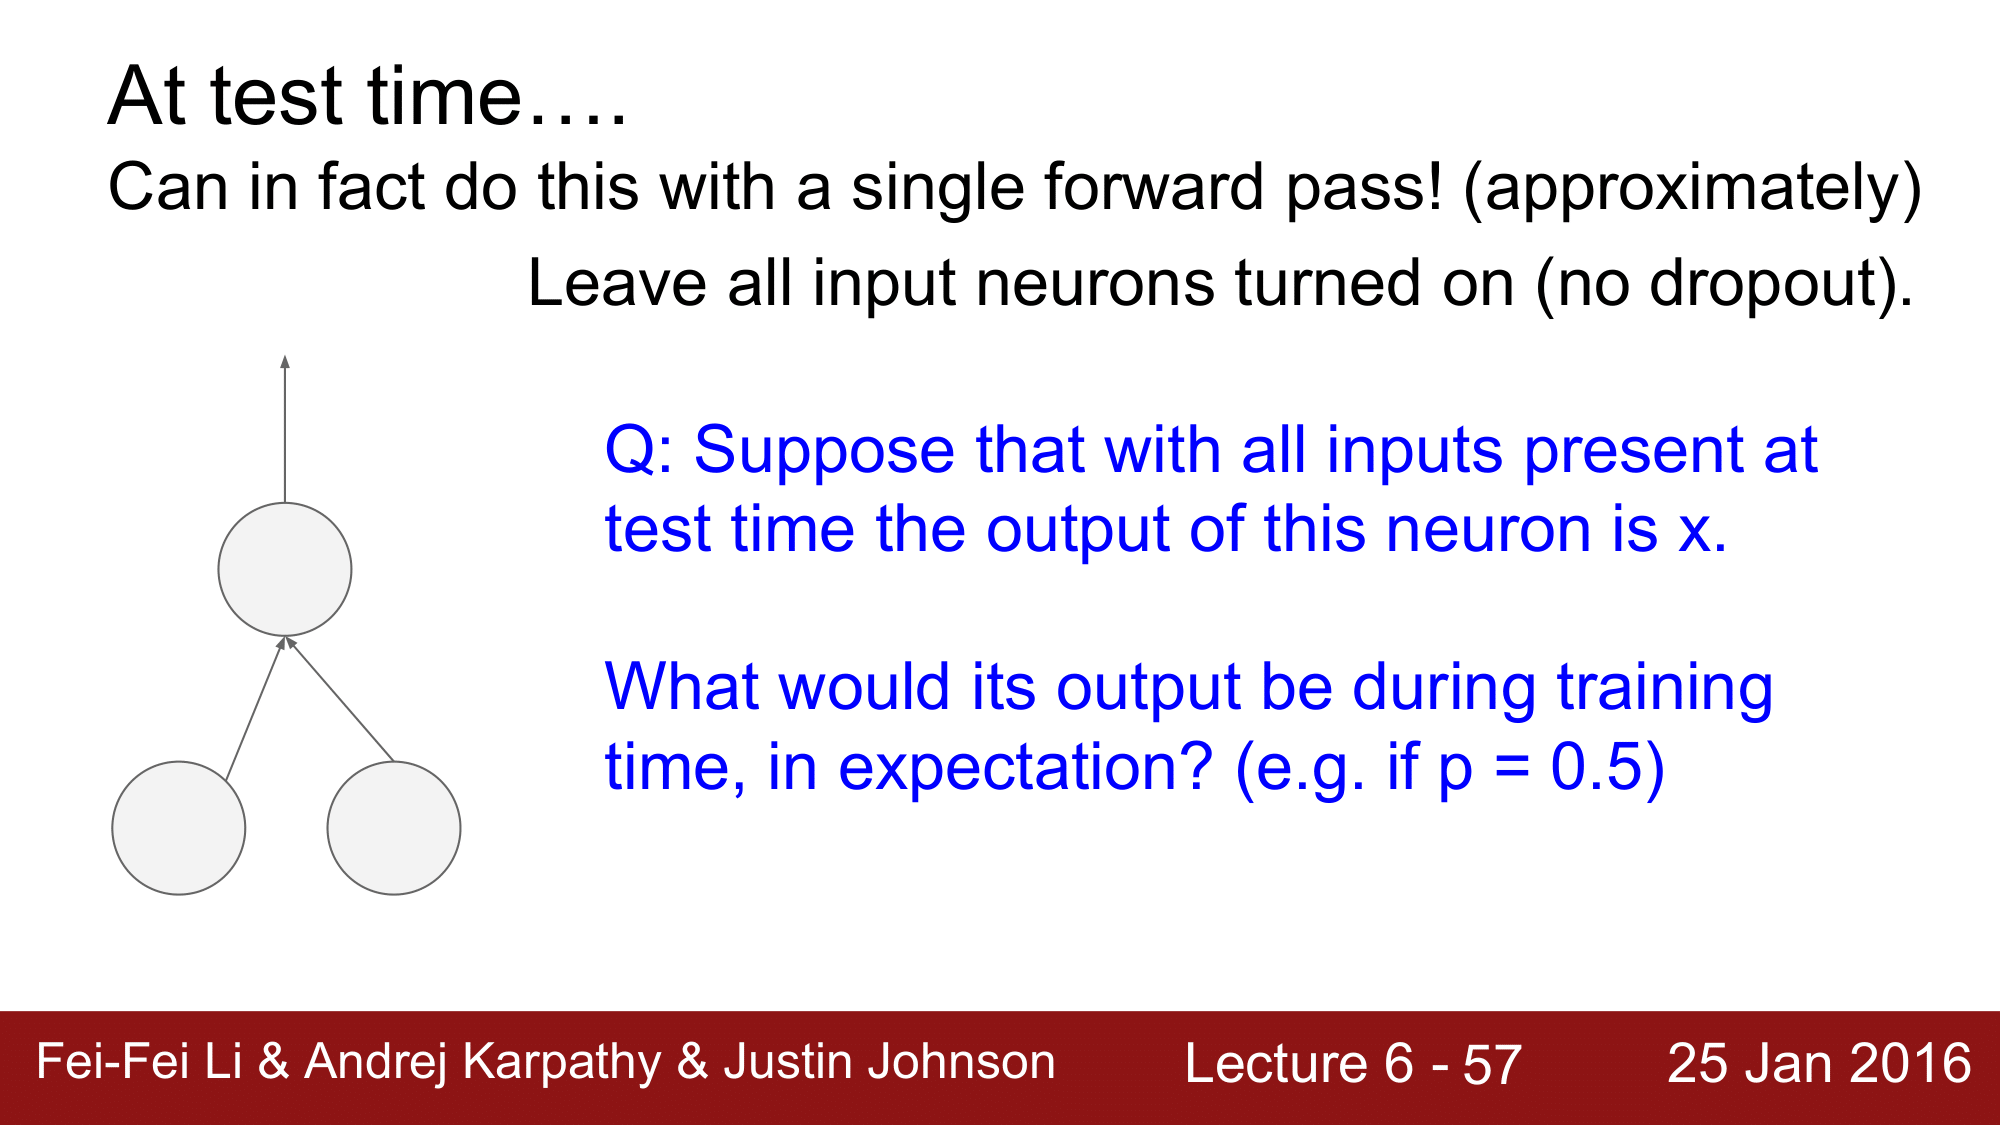 At test time….
Can in fact do this with a single forward pass! (approximately)
Leave all input neurons turned on (no dropout).
Q: Suppose that with all inputs present at
test time the output of this neuron is x.
What would its output be during training
time, in expectation? (e.g. if p = 0.5)
Fei-Fei Li & Andrej Karpathy & Justin Johnson
Lecture 6 - 57
25 Jan 2016